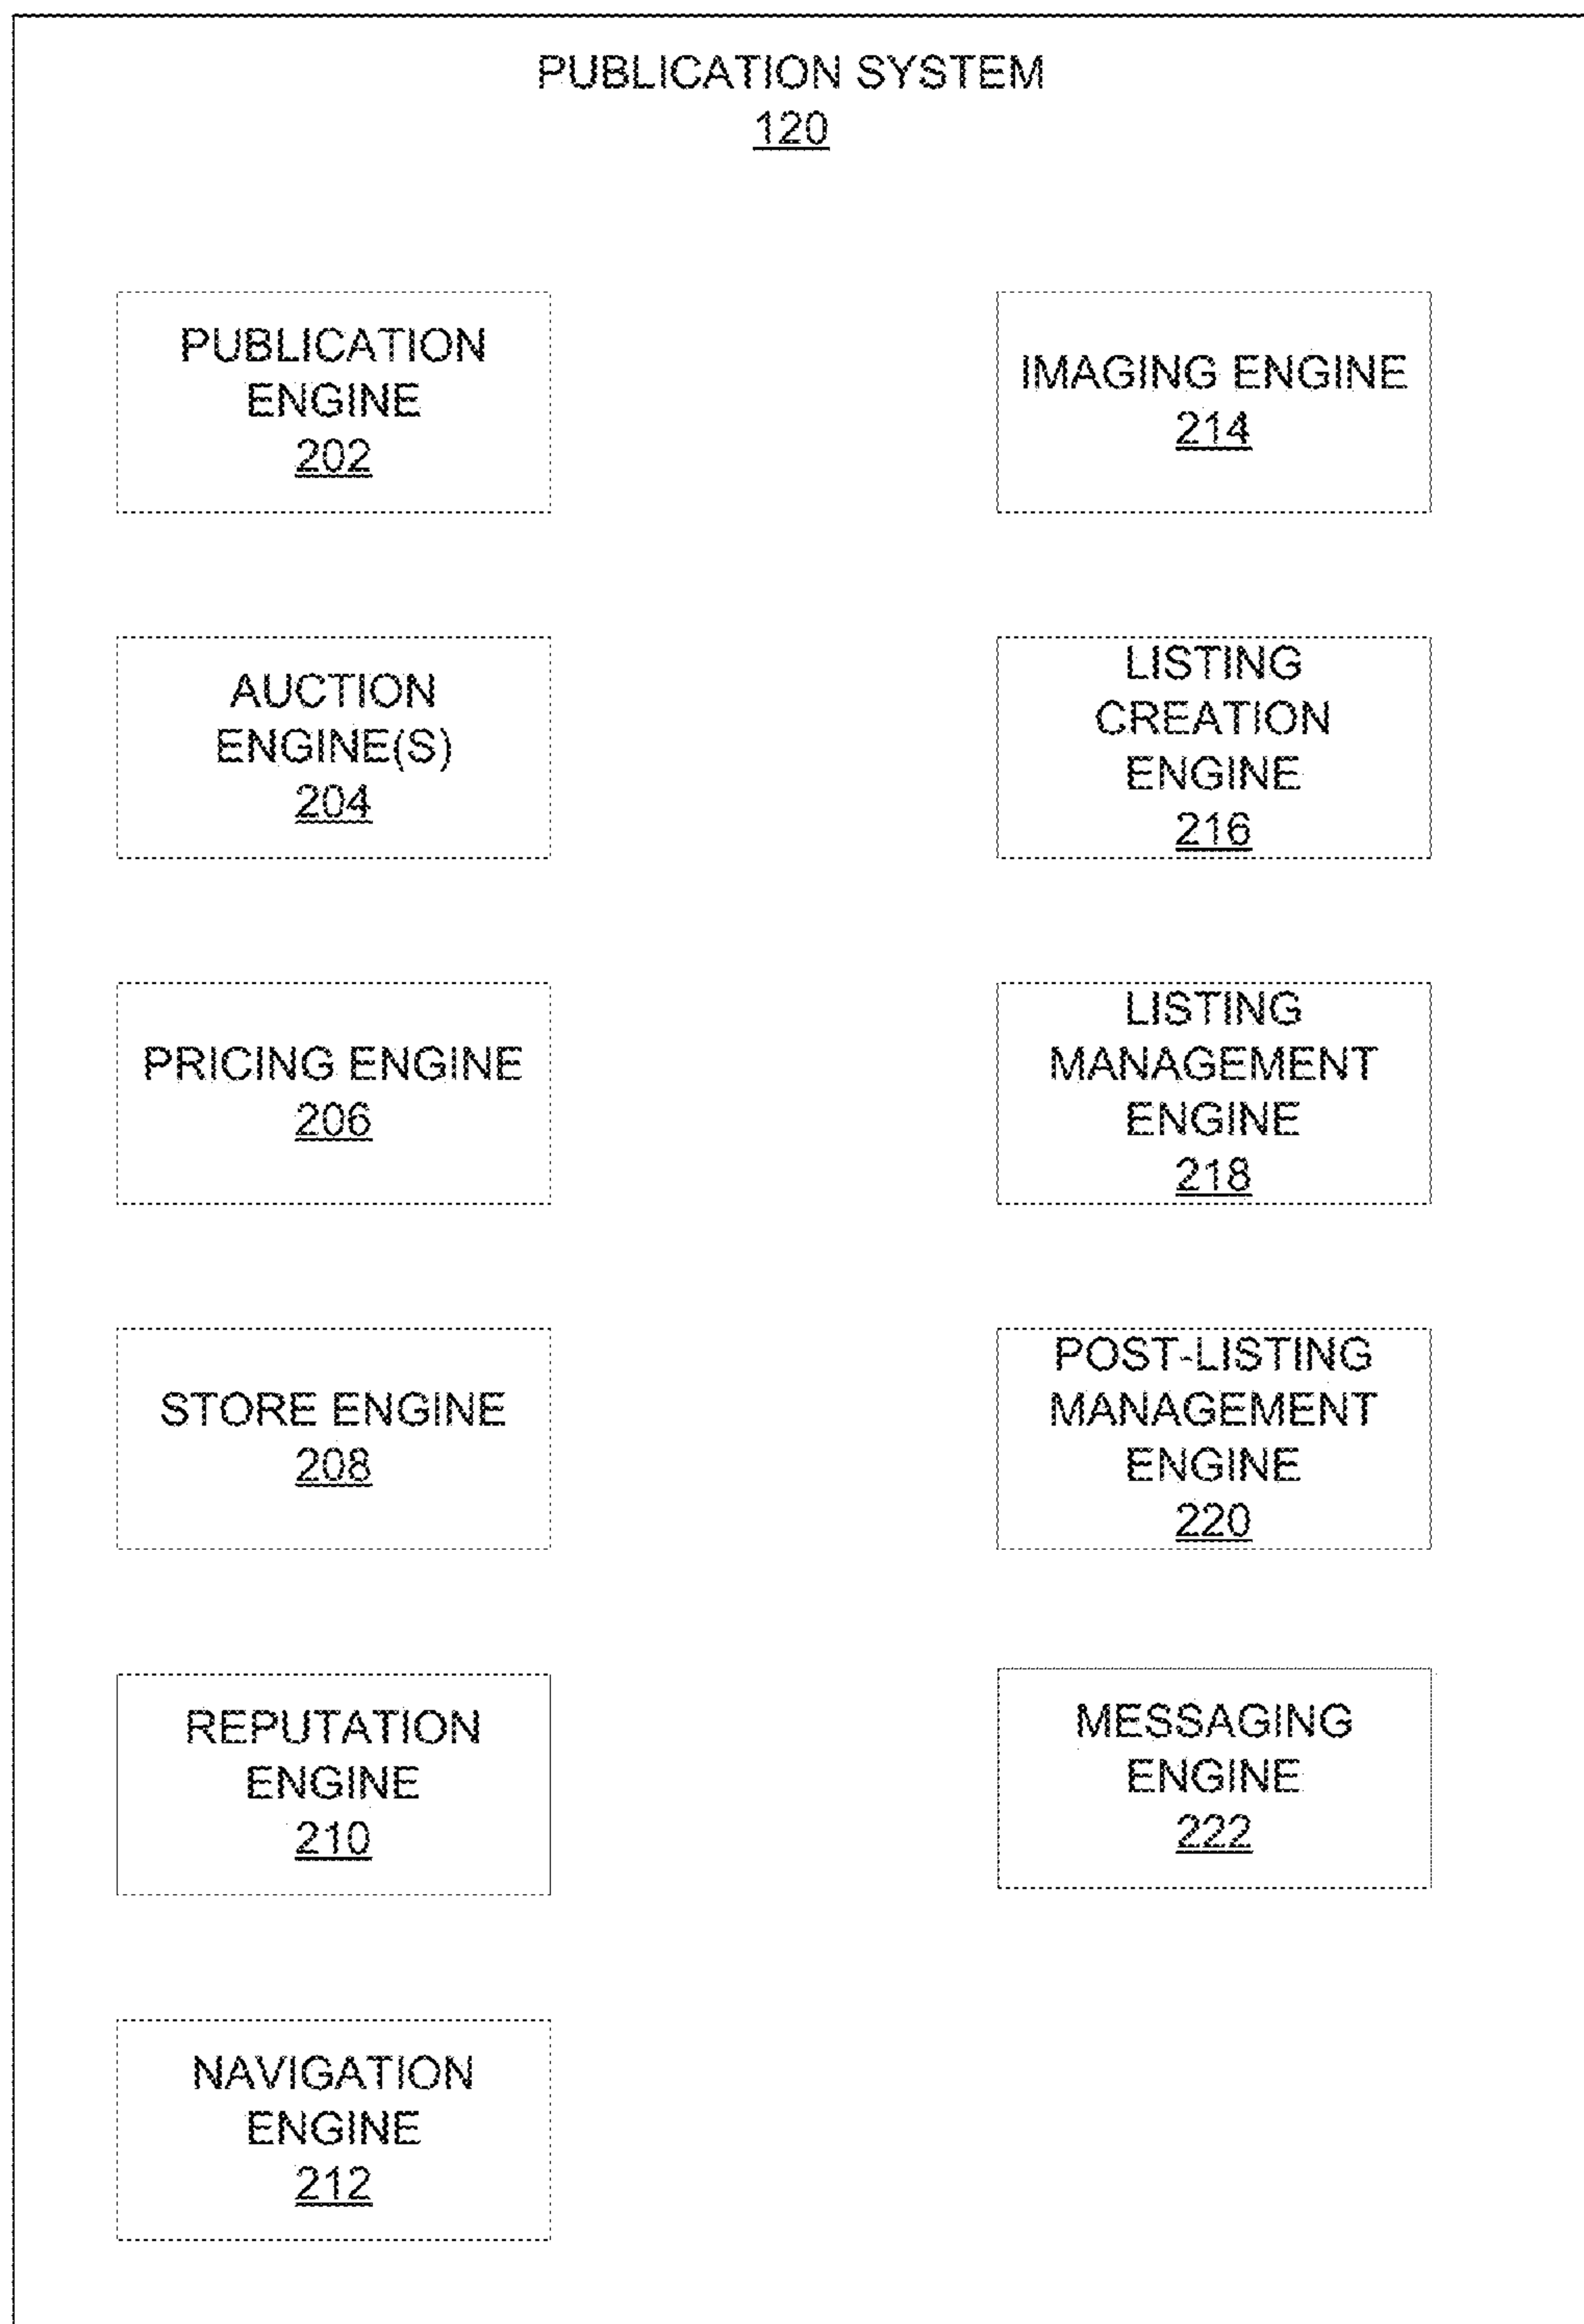 PUBLICATION SYSTEM
120
PUBLICATION
ENGINE
202
AUCTION
ENGINE(S)
204
PRICING ENGINE
206
STORE ENGINE
208
REPUTATION
ENGINE
210
NAVIGATION
ENGINE
212
IMAGING ENGINE
214
LISTING
CREATION
ENGINE
216
LISTING
MANAGEMENT
ENGINE
218
POST-LISTING
MANAGEMENT
ENGINE
220
MESSAGING
ENGINE
222